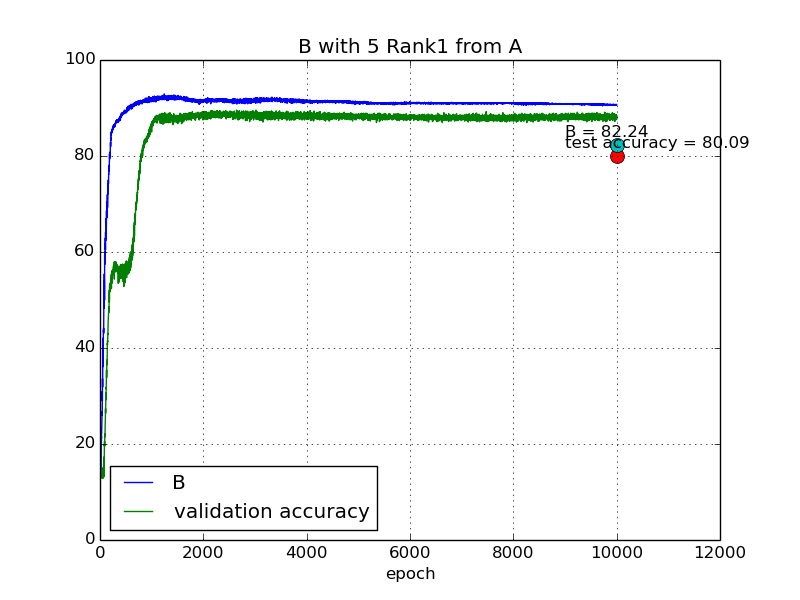 B with 5 Rank1 from A
100
80
60
40
20
0
B = 82.24
test accuracy = 80.09
B
validation accuracy
0 2000 4000 6000 8000 10000 12000
epoch